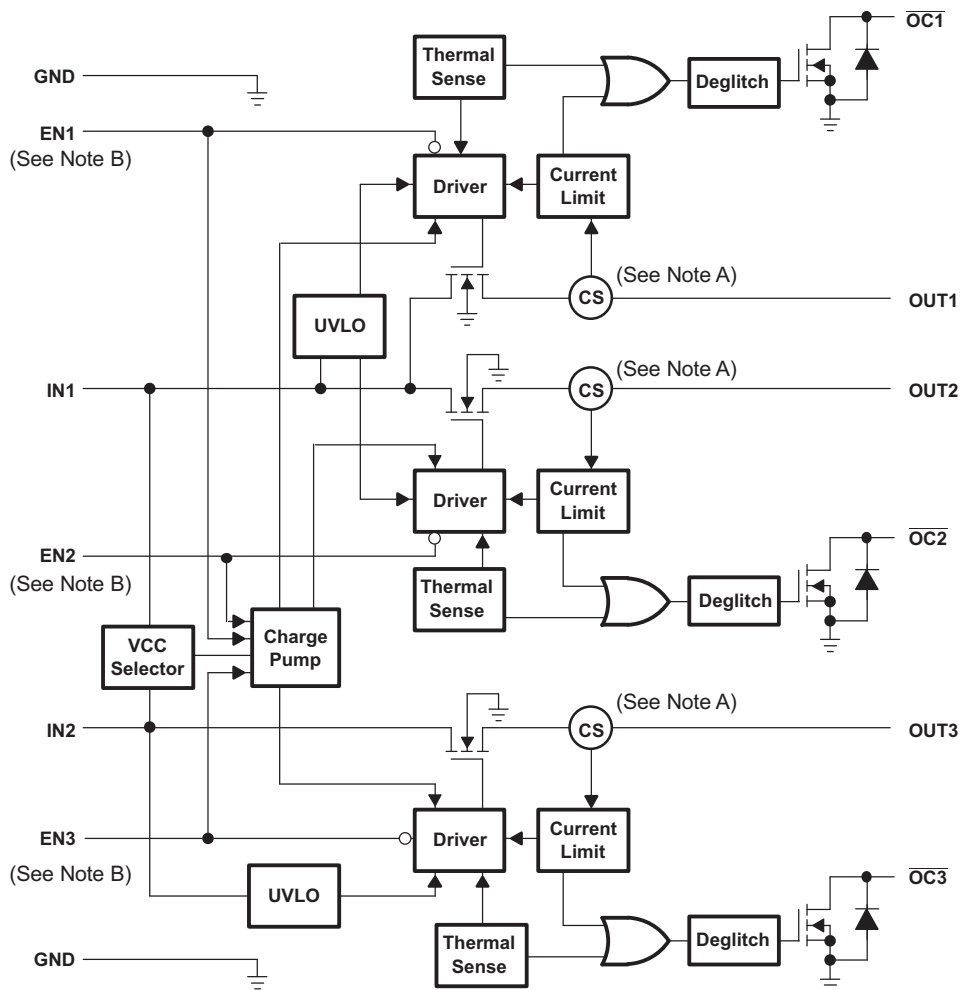 OC1
Thermal
Sense
GND
Deglitch
EN1
(See Note B)
Driver
Current
Limit
(See Note A)
CS
OUT1
UVLO
(See Note A)
IN1
CS
OUT2
Driver
Current
Limit
EN2
(See Note B)
OC2
Thermal
Sense
Deglitch
VCC
Selector
Charge
Pump
(See Note A)
IN2
CS
OUT3
EN3
(See Note B)
Driver
Current
Limit
OC3
UVLO
Thermal
Sense
Deglitch
GND